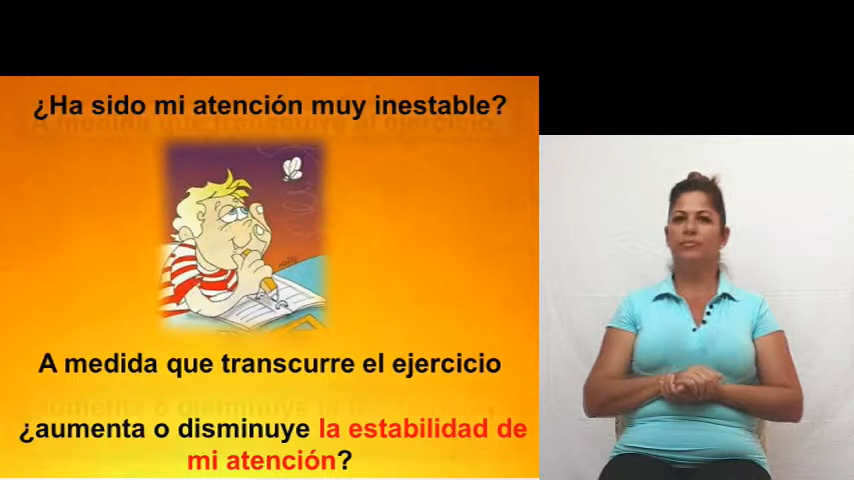 ¿Ha sido mi atención muy inestable?
A medida que transcurre el ejercicio
¿aumenta o disminuye la estabilidad de
mi atención?